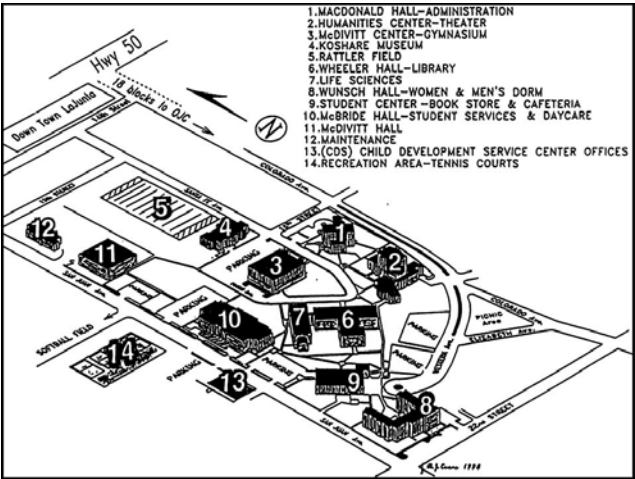 1.MACDONALD HALL-ADMINISTRATION
2.HUMANITIES CENTER-THEATER
3.McDIVITT CENTER-GYMNASIUM
4.KOSHARE MUSEUM
5.RATTLER FIELD
6.WHEELER HALL-LIBRARY
7.LIFE SCIENCES
8.WUNSCH HALL-WOMEN & MEN'S DORM
9.STUDENT CENTER-BOOK STORE & CAFETERIA
10.McBRIDE HALL-STUDENT SERVICES & DAYCARE
11.McDIVITT HALL
12.MAINTENANCE
13.(CDS) CHILD DEVELOPMENT SERVICE CENTER OFFICES
14.RECREATION AREA-TENNIS COURTS
Hwy 50
18 blocks to OJC
Down Town LaJunta
N
COLORADO Ave.
5
4
12
11
PARKING
3
1
2
PARKING
10
7
6
PARKING
COLORADO Ave.
PICNIC
Area
ELIZABETH AVE.
SOFTBALL FIELD
14
PARKING
13
PARKING
9
PARKING
8
22nd STREET